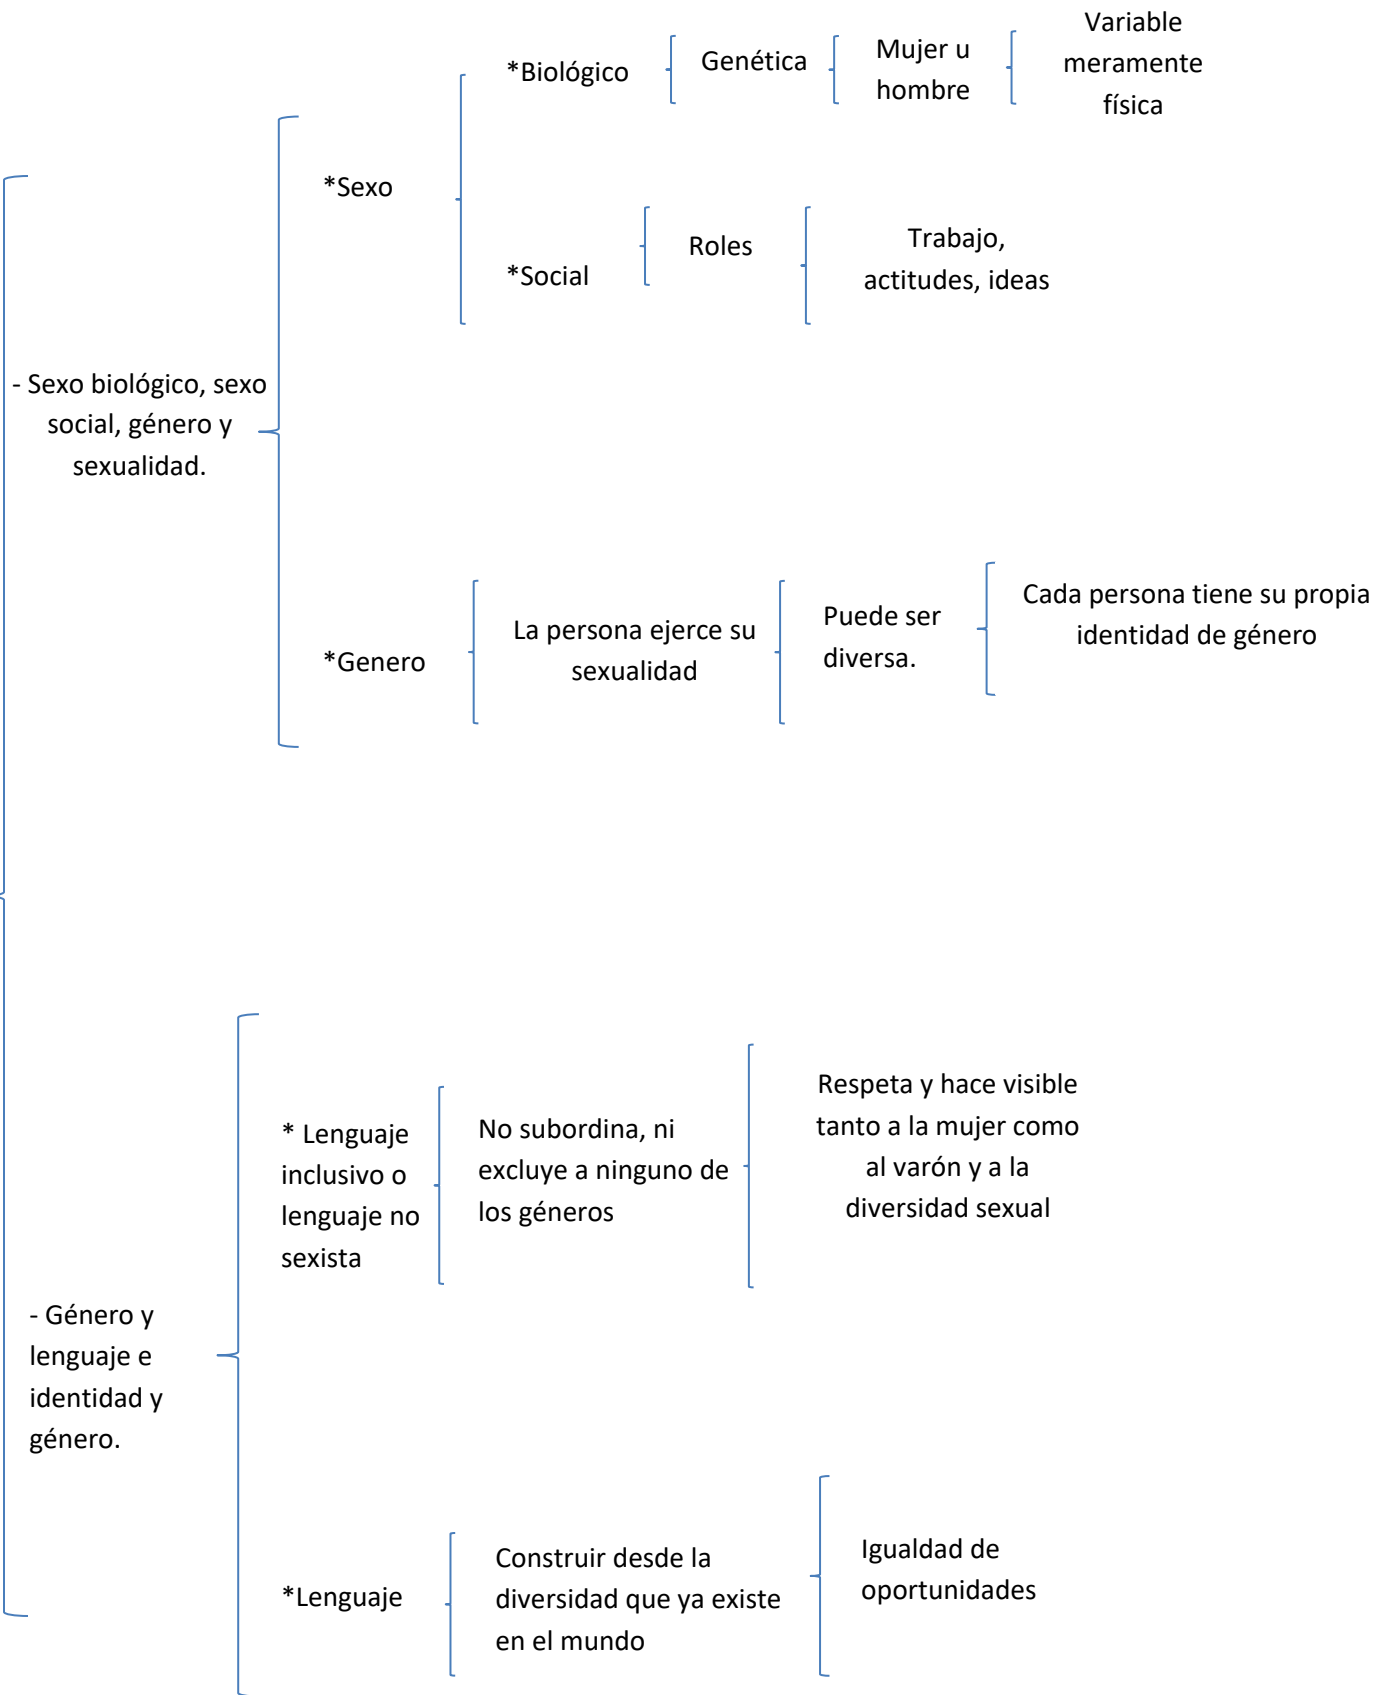 - Sexo biológico, sexo
social, género y
sexualidad.
*Sexo
*Biológico
Genética
Mujer u
hombre
Variable
meramente
física
*Social
Roles
Trabajo,
actitudes, ideas
*Genero
La persona ejerce su
sexualidad
Puede ser
diversa.
Cada persona tiene su propia
identidad de género
- Género y
lenguaje e
identidad y
género.
* Lenguaje
inclusivo o
lenguaje no
sexista
No subordina, ni
excluye a ninguno de
los géneros
Respeta y hace visible
tanto a la mujer como
al varón y a la
diversidad sexual
*Lenguaje
Construir desde la
diversidad que ya existe
en el mundo
Igualdad de
oportunidades